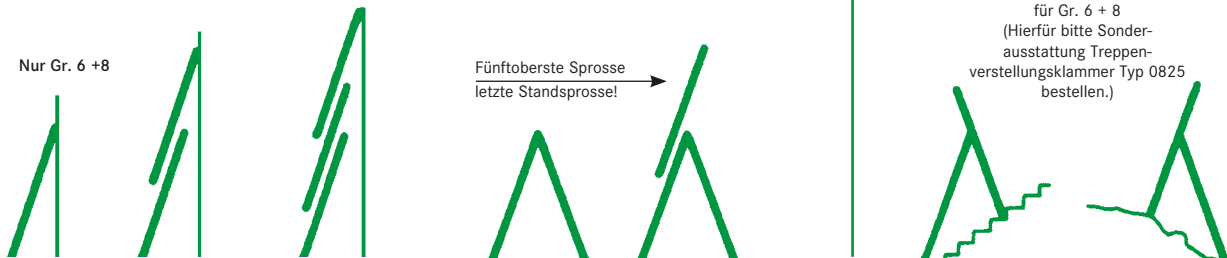 Nur Gr. 6 +8
Fünftoberste Sprosse
letzte Standsprosse!
für Gr. 6 + 8
(Hierfür bitte Sonder-
ausstattung Treppen-
verstellungsklammer Typ 0825
bestellen.)